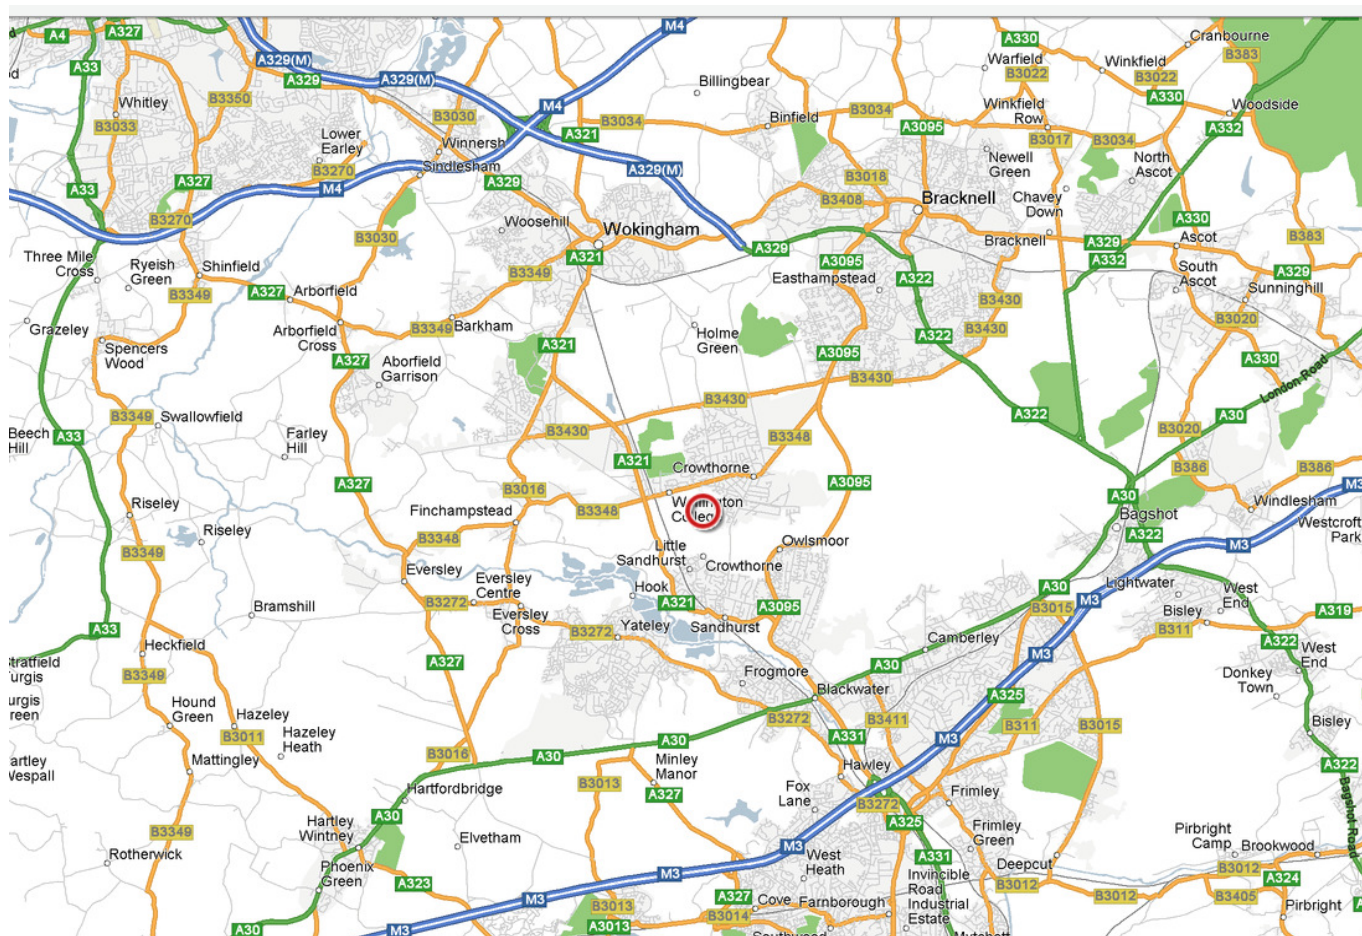 A4
A327
A33
A329(M)
A329
A329(M)
M4
A330
Cranbourne
Warfield
Winkfield
B383
B3022
B3022
Whitley
B3350
B3033
B3030
M4
Billingbear
B3034
Binfield
B3034
A3095
Winkfield
Row
A330
Woodside
A332
B3017
B3034
Lower
Earley
Winnersh
Sindlesham
B3270
A321
A329(M)
Newell
Green
North
Ascot
A33
A327
M4
A329
B3018
B3408
Bracknell
Chavey
Down
B3270
B3030
Woosehill
Wokingham
A330
B383
Three Mile
Cross
Ryeish
Green
Shinfield
A321
A329
A3095
Bracknell
A329
A332
Ascot
B3349
B3349
A327
Arborfield
Easthampstead
A322
South
Ascot
A329
Sunninghill
B3430
Grazeley
Spencers
Wood
Arborfield
Cross
B3349
Barkham
Holme
Green
A322
B3430
B3020
A327
A321
A3095
A330
London Road
Aborfield
Garrison
B3430
B3430
A322
A30
B3349
Swallowfield
Beech
Hill
A33
Farley
Hill
B3430
B3348
B3020
A321
Crowthorne
B386
B386
A327
B3016
A3095
A30
M3
Riseley
Finchampstead
B3348
Bagshot
Windlesham
Westcroft
Park
Riseley
B3348
A322
M3
B3349
Little
Sandhurst
Crowthorne
Owlsmoor
Eversley
Eversley
Centre
Hook
A30
Lightwater
West
End
B3272
A321
A3095
B3015
M3
Bramshill
Eversley
Cross
Yateley
Sandhurst
Bisley
A319
A33
B3272
B311
A322
Heckfield
Camberley
M3
West
End
B3349
A327
Frogmore
A30
Blackwater
A325
Donkey
Town
Hound
Green
Hazeley
B3272
B3411
B311
B3015
Bisley
B3011
Hazeley
Heath
B3016
A30
A30
A331
M3
Mattingley
Minley
Manor
Hawley
A322
Hartfordbridge
B3013
A327
Fox
Lane
B3272
Frimley
Bagshot Road
Hartley
Wintney
A30
A325
B3349
Elvetham
M3
Frimley
Green
Pirbright
Camp
Brookwood
Rotherwick
Phoenix
Green
West
Heath
A331
Deepcut
B3012
A323
M3
Invincible
Road
Industrial
Estate
B3012
B3012
A324
B3405
M3
B3013
A327
Cove
Farnborough
B3014
Pirbright
A30
M3
A3013